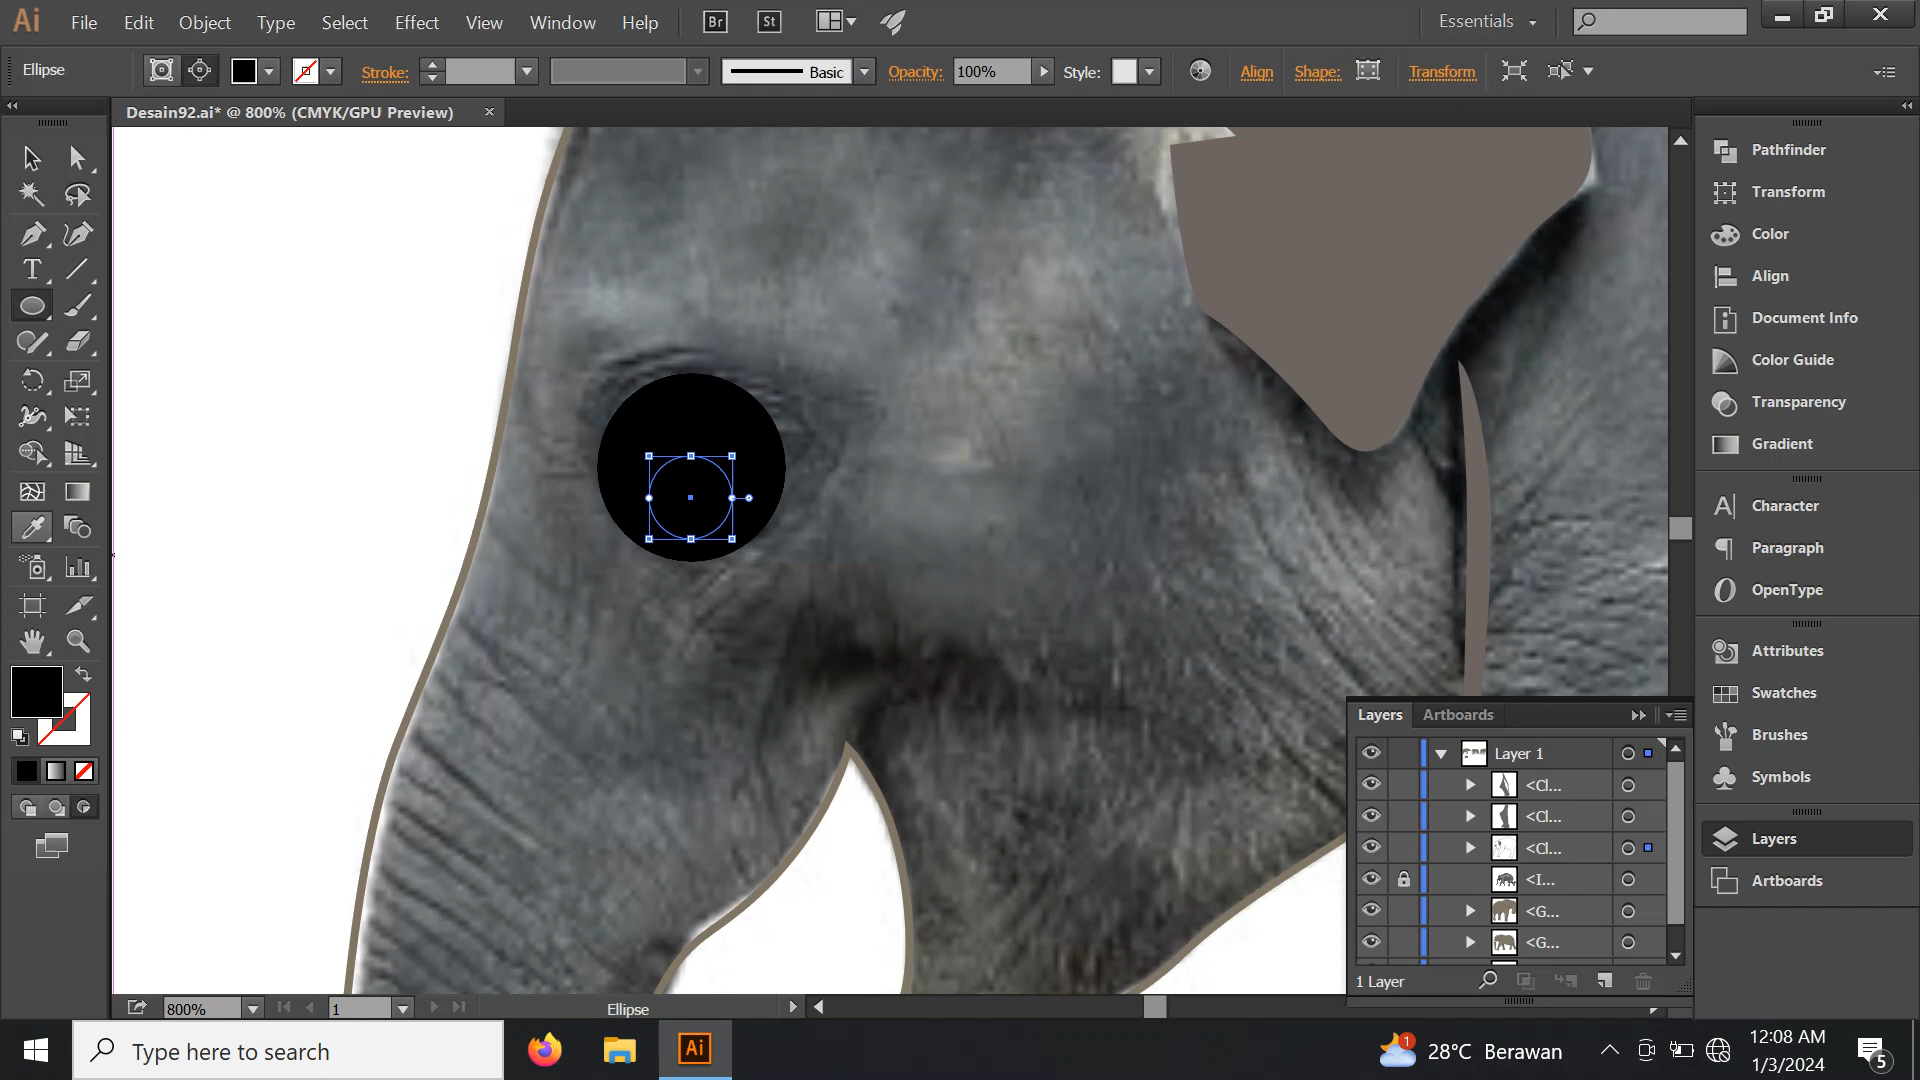 Ai File Edit Object Type Select Effect View Window Help Br St Essentials
Ellipse Stroke: Basic Opacity: 100% Style: Align Shape: Transform
Desain92.ai* @ 800% (CMYK/GPU Preview)
Pathfinder
Transform
Color
Align
Document Info
Color Guide
Transparency
Gradient
Character
Paragraph
OpenType
Attributes
Swatches
Brushes
Symbols
Layers
Artboards
Layers Artboards
Layer 1
<Cl...
<Cl...
<Cl...
<I...
<G...
<G...
1 Layer
800% 1 Ellipse
Type here to search
Ai
1
28°C Berawan
12:08 AM
1/3/2024
5